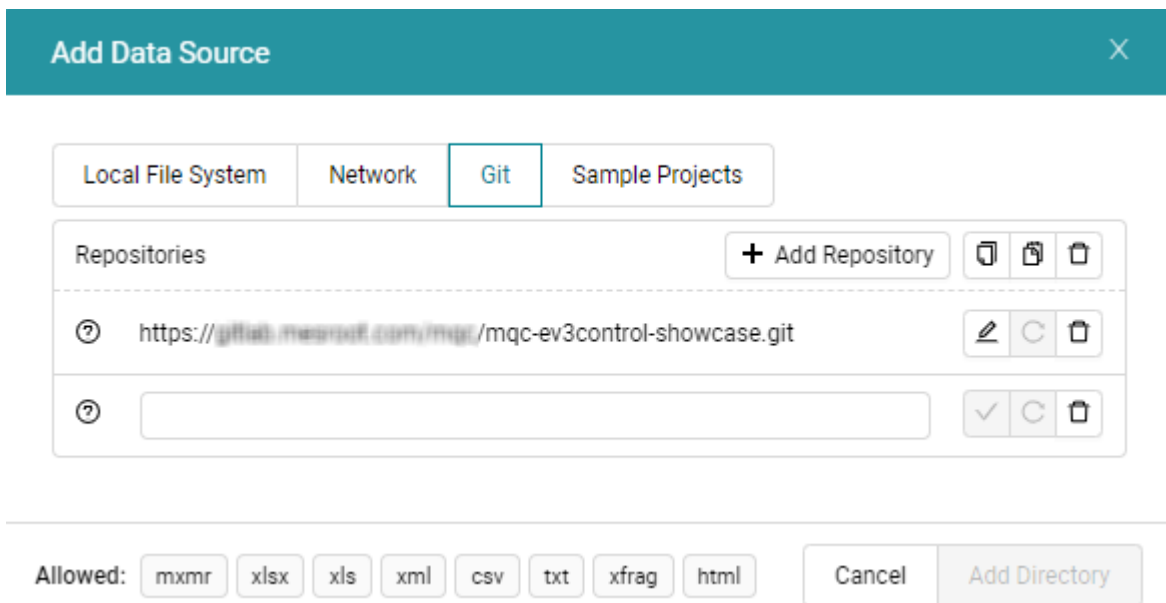 Add Data Source
Local File System Network Git Sample Projects
Repositories + Add Repository
https:// /mqc-ev3control-showcase.git
Allowed: mxmr xlsx xls xml csv txt xfrag html Cancel Add Directory